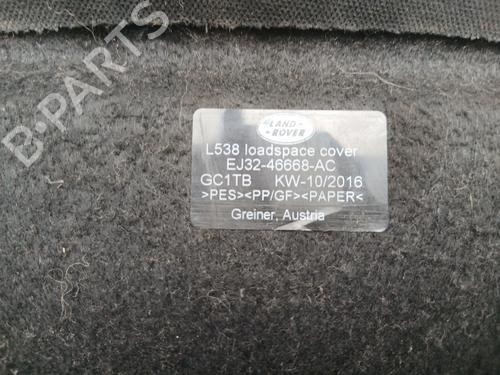 LAND
ROVER
L538 loadspace cover
EJ32-46668-AC
GC1TB KW-10/2016
>PES><PP/GF><PAPER<
Greiner, Austria
B-PARTS